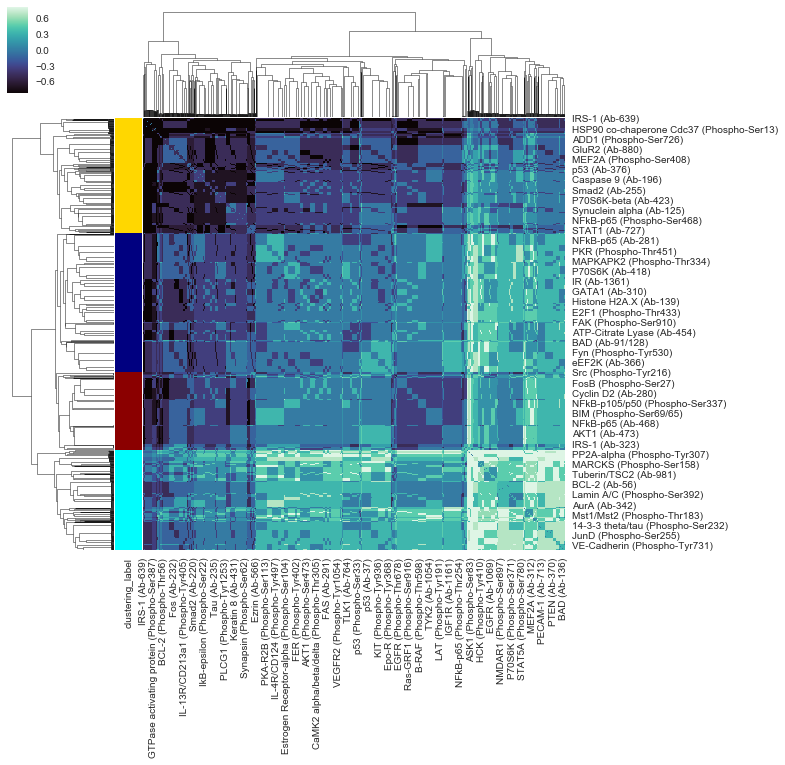 0.6
0.3
0.0
−0.3
−0.6
IRS-1 (Ab-639)
HSP90 co-chaperone Cdc37 (Phospho-Ser13)
ADD1 (Phospho-Ser726)
GluR2 (Ab-880)
MEF2A (Phospho-Ser408)
p53 (Ab-376)
Caspase 9 (Ab-196)
Smad2 (Ab-255)
P70S6K-beta (Ab-423)
Synuclein alpha (Ab-125)
NFkB-p65 (Phospho-Ser468)
STAT1 (Ab-727)
NFkB-p65 (Ab-281)
PKR (Phospho-Thr451)
MAPKAPK2 (Phospho-Thr334)
P70S6K (Ab-418)
IR (Ab-1361)
GATA1 (Ab-310)
Histone H2A.X (Ab-139)
E2F1 (Phospho-Thr433)
FAK (Phospho-Ser910)
ATP-Citrate Lyase (Ab-454)
BAD (Ab-91/128)
Fyn (Phospho-Tyr530)
eEF2K (Ab-366)
Src (Phospho-Tyr216)
FosB (Phospho-Ser27)
Cyclin D2 (Ab-280)
NFkB-p105/p50 (Phospho-Ser337)
BIM (Phospho-Ser69/65)
NFkB-p65 (Ab-468)
AKT1 (Ab-473)
IRS-1 (Ab-323)
PP2A-alpha (Phospho-Tyr307)
MARCKS (Phospho-Ser158)
Tuberin/TSC2 (Ab-981)
BCL-2 (Ab-56)
Lamin A/C (Phospho-Ser392)
AurA (Ab-342)
Mst1/Mst2 (Phospho-Thr183)
14-3-3 theta/tau (Phospho-Ser232)
JunD (Phospho-Ser255)
VE-Cadherin (Phospho-Tyr731)
clustering_label
IRS-1 (Ab-639)
GTPase activating protein (Phospho-Ser387)
BCL-2 (Phospho-Thr56)
Fos (Ab-232)
IL-13R/CD213a1 (Phospho-Tyr405)
Smad2 (Ab-220)
IkB-epsilon (Phospho-Ser22)
Tau (Ab-235)
PLCG1 (Phospho-Tyr1253)
Keratin 8 (Ab-431)
Synapsin (Phospho-Ser62)
Ezrin (Ab-566)
PKA-R2B (Phospho-Ser113)
IL-4R/CD124 (Phospho-Tyr497)
Estrogen Receptor-alpha (Phospho-Ser104)
FER (Phospho-Tyr402)
AKT1 (Phospho-Ser473)
CaMK2 alpha/beta/delta (Phospho-Thr305)
FAS (Ab-291)
VEGFR2 (Phospho-Tyr1054)
TLK1 (Ab-764)
p53 (Phospho-Ser33)
p53 (Ab-37)
KIT (Phospho-Tyr936)
Epo-R (Phospho-Tyr368)
EGFR (Phospho-Thr678)
Ras-GRF1 (Phospho-Ser916)
B-RAF (Phospho-Thr598)
TYK2 (Ab-1054)
LAT (Phospho-Tyr191)
IGF1R (Ab-1161)
NFkB-p65 (Phospho-Thr254)
ASK1 (Phospho-Ser83)
HCK (Phospho-Tyr410)
EGFR (Ab-1069)
NMDAR1 (Phospho-Ser897)
P70S6K (Phospho-Ser371)
STAT5A (Phospho-Ser780)
MEF2A (Ab-312)
PECAM-1 (Ab-713)
PTEN (Ab-370)
BAD (Ab-136)